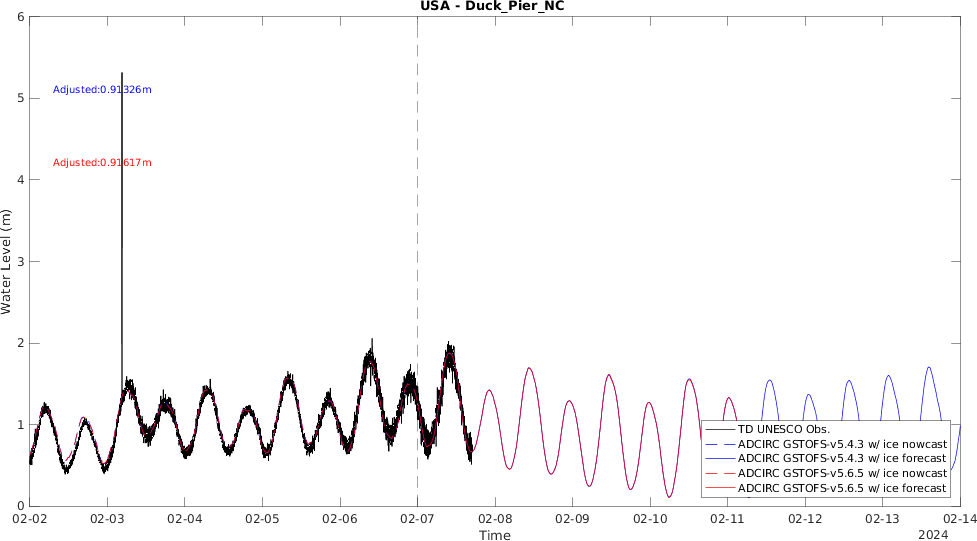 USA - Duck_Pier_NC
6
5
4
3
2
1
0
Water Level (m)
Adjusted:0.91326m
Adjusted:0.91617m
TD UNESCO Obs.
ADCIRC GSTOFS-v5.4.3 w/ ice nowcast
ADCIRC GSTOFS-v5.4.3 w/ ice forecast
ADCIRC GSTOFS-v5.6.5 w/ ice nowcast
ADCIRC GSTOFS-v5.6.5 w/ ice forecast
02-02 02-03 02-04 02-05 02-06 02-07 02-08 02-09 02-10 02-11 02-12 02-13 02-14
Time
2024